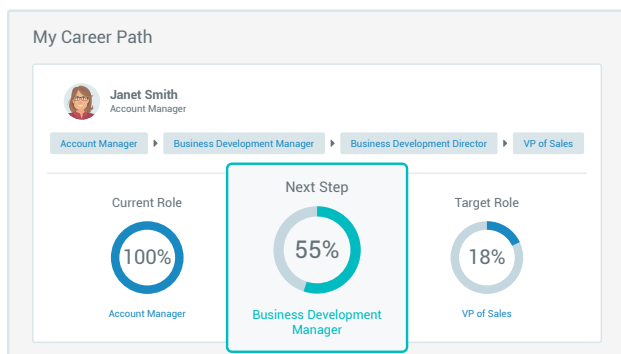 My Career Path
Janet Smith
Account Manager
Account Manager
Business Development Manager
Business Development Director
VP of Sales
Current Role
100%
Account Manager
Next Step
55%
Business Development
Manager
Target Role
18%
VP of Sales